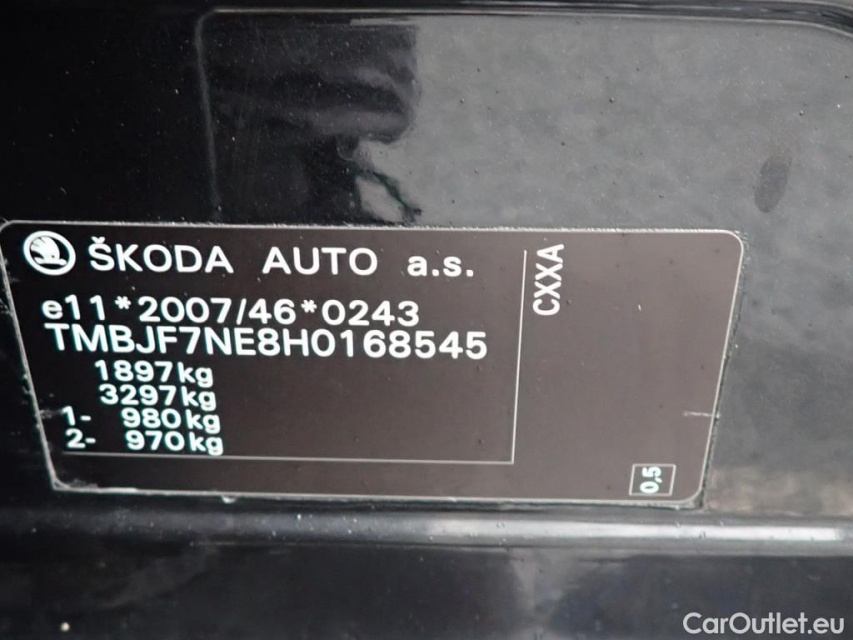 ŠKODA AUTO a.s.
e11*2007/46*0243
TMBJF7NE8H0168545
1897kg
3297kg
1- 980kg
2- 970kg
CXXA
0,5
CarOutlet.eu